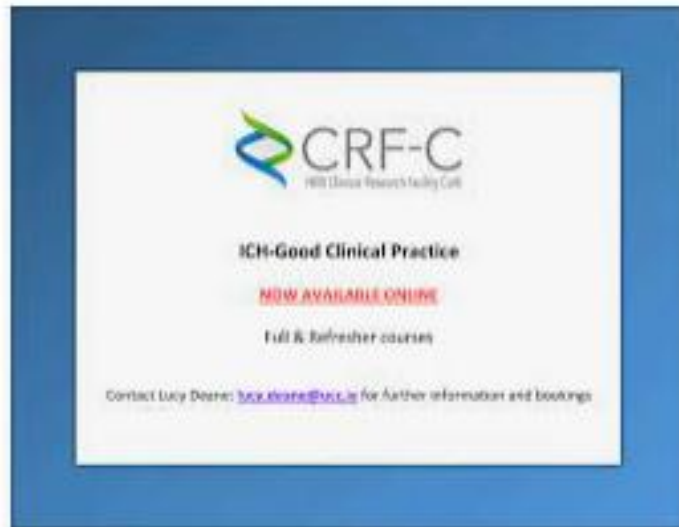 CRF-C
HRB Clinical Research Facility Cork
ICH-Good Clinical Practice
NOW AVAILABLE ONLINE
Full & Refresher courses
Contact Lucy Deane: lucy.deane@ucc.ie for further information and bookings